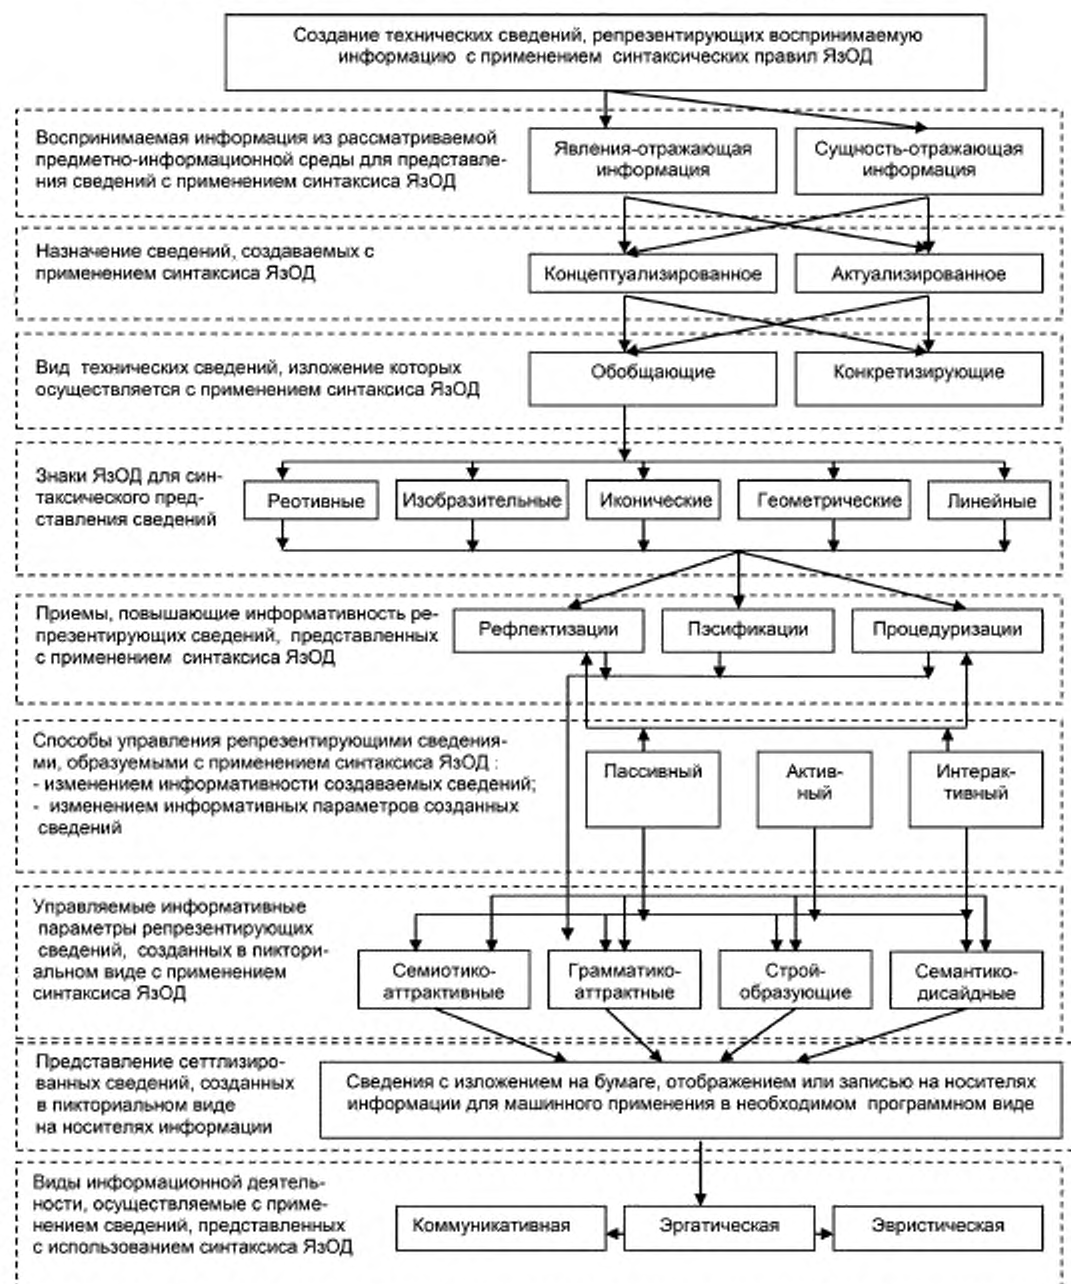 Создание технических сведений, репрезентирующих воспринимаемую
информацию с применением синтаксических правил ЯзОД
Воспринимаемая информация из рассматриваемой
предметно-информационной среды для представле-
ния сведений с применением синтаксиса ЯзОД
Явления-отражающая
информация
Сущность-отражающая
информация
Назначение сведений, создаваемых с
применением синтаксиса ЯзОД
Концептуализированное
Актуализированное
Вид технических сведений, изложение которых
осуществляется с применением синтаксиса ЯзОД
Обобщающие
Конкретизирующие
Знаки ЯзОД для син-
таксического пред-
ставления сведений
Реотивные
Изобразительные
Иконические
Геометрические
Линейные
Приемы, повышающие информативность ре-
презентирующих сведений, представленных
с применением синтаксиса ЯзОД
Рефлектизации
Пэсификации
Процедуризации
Способы управления репрезентирующими сведения-
ми, образуемыми с применением синтаксиса ЯзОД :
- изменением информативности создаваемых сведений;
- изменением информативных параметров созданных
сведений
Пассивный
Актив-
ный
Интерак-
тивный
Управляемые информативные
параметры репрезентирующих
сведений, созданных в пиктори-
альном виде с применением
синтаксиса ЯзОД
Семиотико-
аттрактивные
Грамматико-
аттрактные
Строй-
образующие
Семантико-
дисайдные
Представление сеттлизиро-
ванных сведений, созданных
в пикториальном виде
на носителях информации
Сведения с изложением на бумаге, отображением или записью на носителях
информации для машинного применения в необходимом программном виде
Виды информационной деятель-
ности, осуществляемые с приме-
нением сведений, представленных
с использованием синтаксиса ЯзОД
Коммуникативная
Эргатическая
Эвристическая